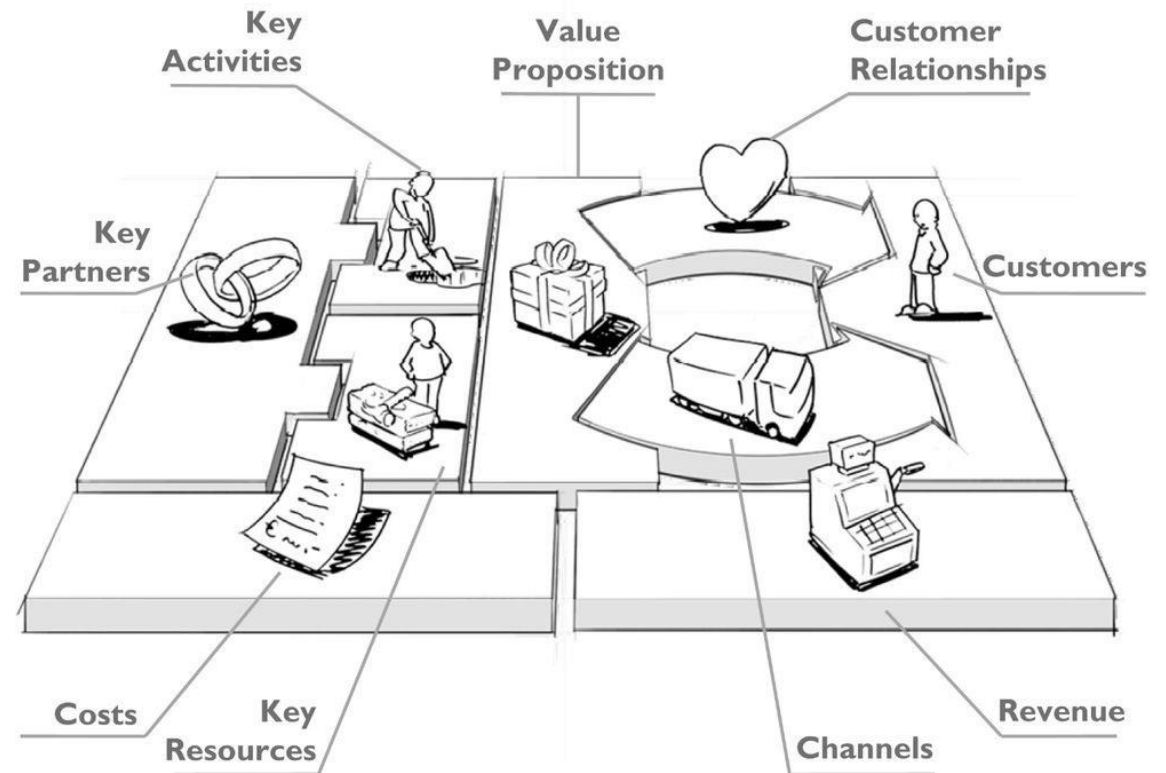 Key
Activities
Value
Proposition
Customer
Relationships
Key
Partners
Customers
Costs
Key
Resources
Channels
Revenue